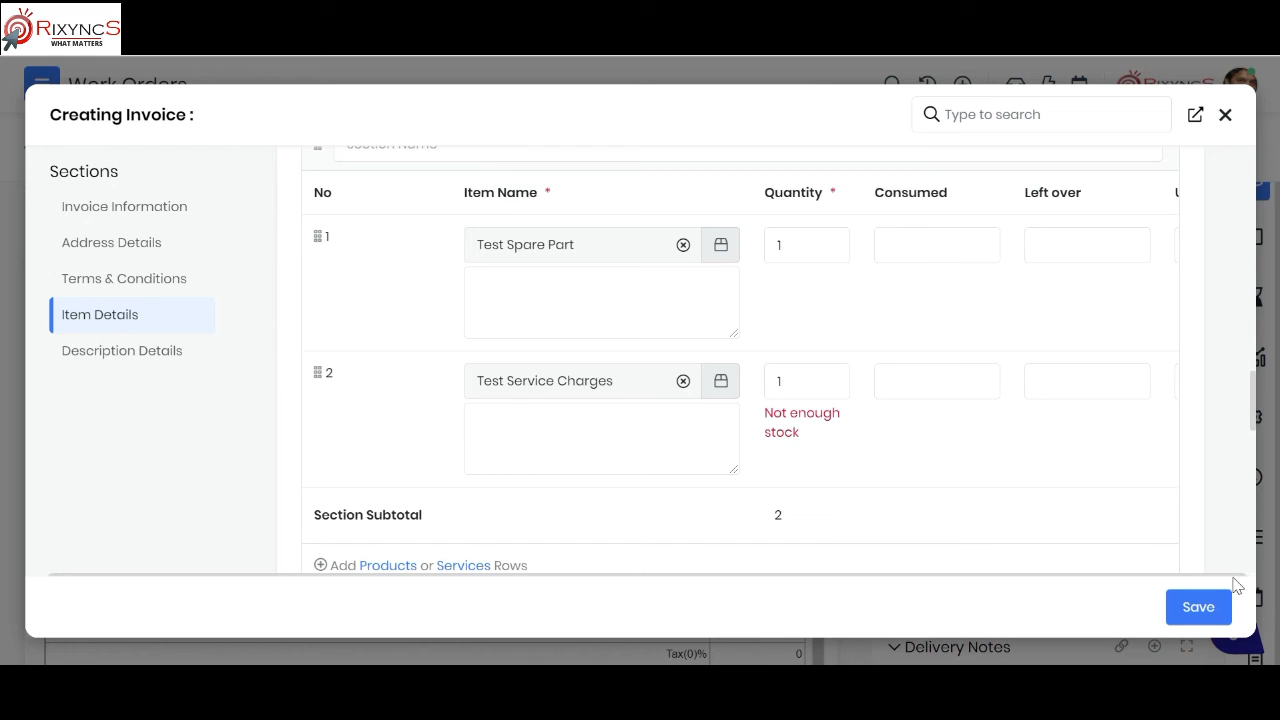 RIXYNCS
WHAT MATTERS
Work Orders
Creating Invoice :
Type to search
Sections
Invoice Information
Address Details
Terms & Conditions
Item Details
Description Details
Section Name
No Item Name * Quantity * Consumed Left over
1 Test Spare Part 1
2 Test Service Charges 1
Not enough
stock
Section Subtotal 2
Add Products or Services Rows
Save
Tax(0)% 0
Delivery Notes